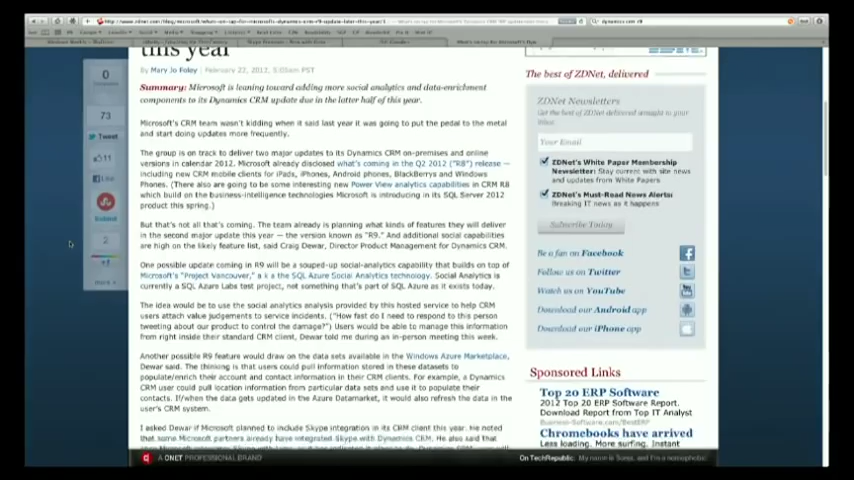 this year
By Mary Jo Foley | February 22, 2012, 5:05am PST
Summary: Microsoft is leaning toward adding more social analytics and data-enrichment
components to its Dynamics CRM update due in the latter half of this year.
Microsoft's CRM team wasn't kidding when it said last year it was going to put the pedal to the metal
and start doing updates more frequently.
The group is on track to deliver two major updates to its Dynamics CRM on-premises and online
versions in calendar 2012. Microsoft already disclosed what's coming in the Q2 2012 ("R8") release —
including new CRM mobile clients for iPads, iPhones, Android phones, BlackBerrys and Windows
Phones. (There also are going to be some interesting new Power View analytics capabilities in CRM R8
which build on the business-intelligence technologies Microsoft is introducing in its SQL Server 2012
product this spring.)
But that's not all that's coming. The team already is planning what kinds of features they will deliver
in the second major update this year — the version known as "R9." And additional social capabilities
are high on the likely feature list, said Craig Dewar, Director Product Management for Dynamics CRM.
One possible update coming in R9 will be a souped-up social-analytics capability that builds on top of
Microsoft's "Project Vancouver," a k a the SQL Azure Social Analytics technology. Social Analytics is
currently a SQL Azure Labs test project, not something that's part of SQL Azure as it exists today.
The idea would be to use the social analytics analysis provided by this hosted service to help CRM
users attach value judgements to service incidents. ("How fast do I need to respond to this person
tweeting about our product to control the damage?") Users would be able to manage this information
from right inside their standard CRM client, Dewar told me during an in-person meeting this week.
Another possible R9 feature would draw on the data sets available in the Windows Azure Marketplace,
Dewar said. The thinking is that users could pull information stored in these datasets to
populate/enrich their account and contact information in their CRM clients. For example, a Dynamics
CRM user could pull location information from particular data sets and use it to populate their
contacts. If/when the data gets updated in the Azure Datamarket, it would also refresh the data in the
user's CRM system.
I asked Dewar if Microsoft planned to include Skype integration in its CRM client this year. He noted
that some Microsoft partners already have integrated Skype with Dynamics CRM. He also said that
0
73
Tweet
11
Like
Submit
2
+1
more +
The best of ZDNet, delivered
ZDNet Newsletters
Get the best of ZDNet delivered straight to your
inbox
Your Email
ZDNet's White Paper Membership
Newsletter: Stay current with site news
and updates from White Papers
ZDNet's Must-Read News Alerts:
Breaking IT news as it happens
Subscribe Today
Be a fan on Facebook
Follow us on Twitter
Watch us on YouTube
Download our Android app
Download our iPhone app
Sponsored Links
Top 20 ERP Software
2012 Top 20 ERP Software Report.
Download Report from Top IT Analyst
Business-Software.com/BestERP
Chromebooks have arrived
Less loading. More surfing. Instant
A CNET PROFESSIONAL BRAND
On TechRepublic: My name is Sonja, and I'm a nomophobic
dynamics crm r9